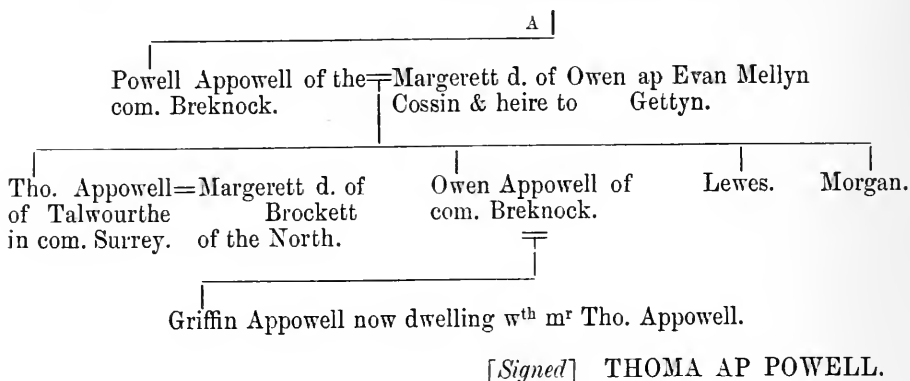 A
Powell Appowell of the=Margerett d. of Owen ap Evan Mellyn
com. Breknock. Cossin & heire to Gettyn.
Tho. Appowell=Margerett d. of Owen Appowell of Lewes. Morgan.
of Talwourthe Brockett com. Breknock.
in com. Surrey. of the North.
=
Griffin Appowell now dwelling wth mr Tho. Appowell.
[Signed] THOMA AP POWELL.